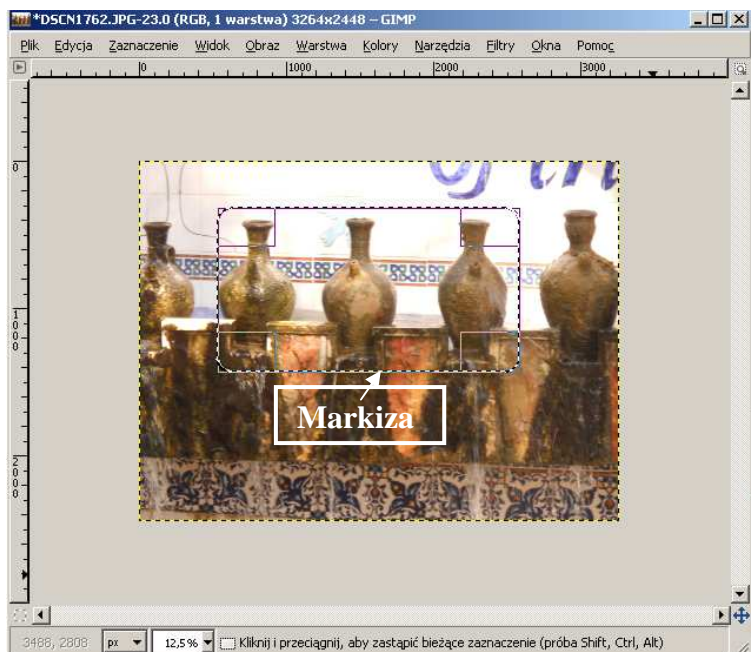 *DSCN1762.JPG-23.0 (RGB, 1 warstwa) 3264x2448 – GIMP
Plik Edycja Zaznaczenie Widok Obraz Warstwa Kolory Narzędzia Filtry Okna Pomoc
0 1000 2000 3000
0
1000
2000
Markiza
3488, 2808 px 12,5 % Kliknij i przeciągnij, aby zastąpić bieżące zaznaczenie (próba Shift, Ctrl, Alt)